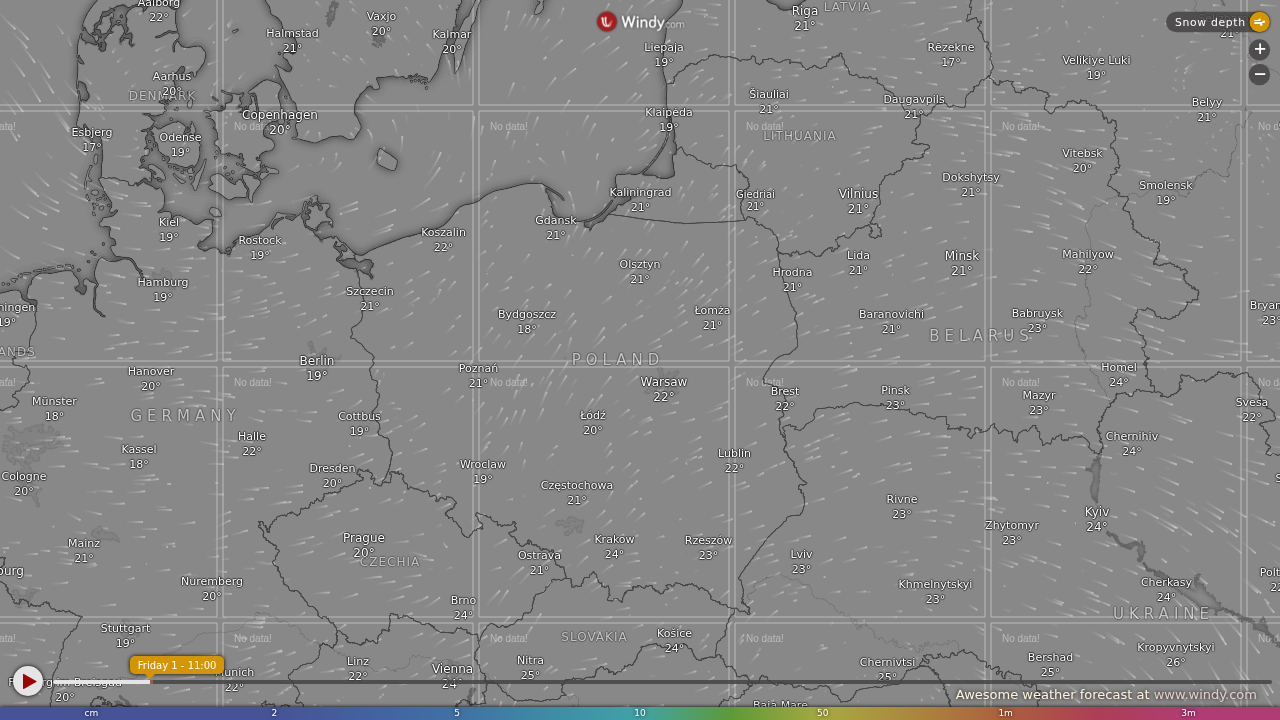 Aalborg
22°
Vaxjo
20°
Halmstad
21°
Kalmar
20°
Windy.com
Riga
21°
LATVIA
Snow depth
21°
+
−
Liepaja
19°
Rēzekne
17°
Velikiye Luki
19°
Aarhus
20°
DENMARK
Copenhagen
20°
Klaipėda
19°
Šiauliai
21°
Daugavpils
21°
Belyy
21°
Esbjerg
17°
Odense
19°
LITHUANIA
No data!
No data!
No data!
No data!
Vitebsk
20°
Kaliningrad
21°
Giedriai
21°
Vilnius
21°
Dokshytsy
21°
Smolensk
19°
Kiel
19°
Rostock
19°
Koszalin
22°
Gdansk
21°
Hamburg
19°
Szczecin
21°
Olsztyn
21°
Hrodna
21°
Lida
21°
Minsk
21°
Mahilyow
22°
Bydgoszcz
18°
Łomża
21°
Baranovichi
21°
Babruysk
23°
BELARUS
POLAND
Berlin
19°
Hanover
20°
Poznań
21°
No data!
No data!
No data!
No data!
Warsaw
22°
Brest
22°
Pinsk
23°
Mazyr
23°
Homel
24°
Münster
18°
GERMANY
Cottbus
19°
Łódź
20°
Svesa
22°
Kassel
18°
Halle
22°
Chernihiv
24°
Cologne
20°
Dresden
20°
Wroclaw
19°
Lublin
22°
Częstochowa
21°
Rivne
23°
Zhytomyr
23°
Kyiv
24°
Mainz
21°
Prague
20°
CZECHIA
Ostrava
21°
Kraków
24°
Rzeszów
23°
Lviv
23°
Nuremberg
20°
Khmelnytskyi
23°
Cherkasy
24°
UKRAINE
Brno
24°
Stuttgart
19°
No data!
No data!
No data!
No data!
SLOVAKIA
Košice
24°
Kropyvnytskyi
26°
Friday 1 - 11:00
Linz
22°
Vienna
24°
Nitra
25°
Chernivtsi
25°
Bershad
25°
20°
22°
Awesome weather forecast at www.windy.com
Baia Mare
cm 2 5 10 50 1m 3m